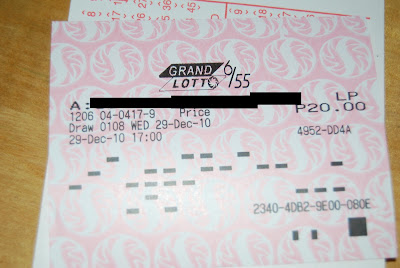 GRAND
LOTTO 6/55
A: LP
1206 04-0417-9 Price P20.00
Draw 0108 WED 29-Dec-10
29-Dec-10 17:00 4952-DD4A
2340-4DB2-9E00-080E